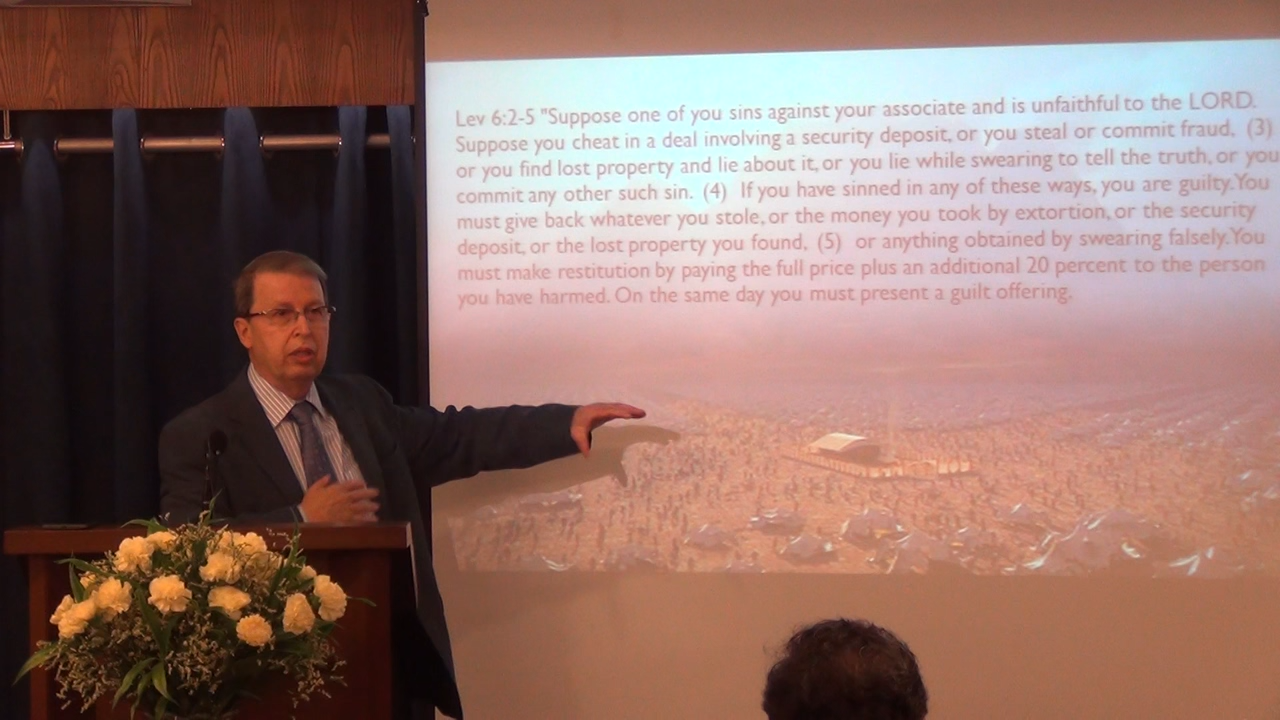 Lev 6:2-5 "Suppose one of you sins against your associate and is unfaithful to the LORD.
Suppose you cheat in a deal involving a security deposit, or you steal or commit fraud, (3)
or you find lost property and lie about it, or you lie while swearing to tell the truth, or you
commit any other such sin. (4) If you have sinned in any of these ways, you are guilty. You
must give back whatever you stole, or the money you took by extortion, or the security
deposit, or the lost property you found, (5) or anything obtained by swearing falsely. You
must make restitution by paying the full price plus an additional 20 percent to the person
you have harmed. On the same day you must present a guilt offering.